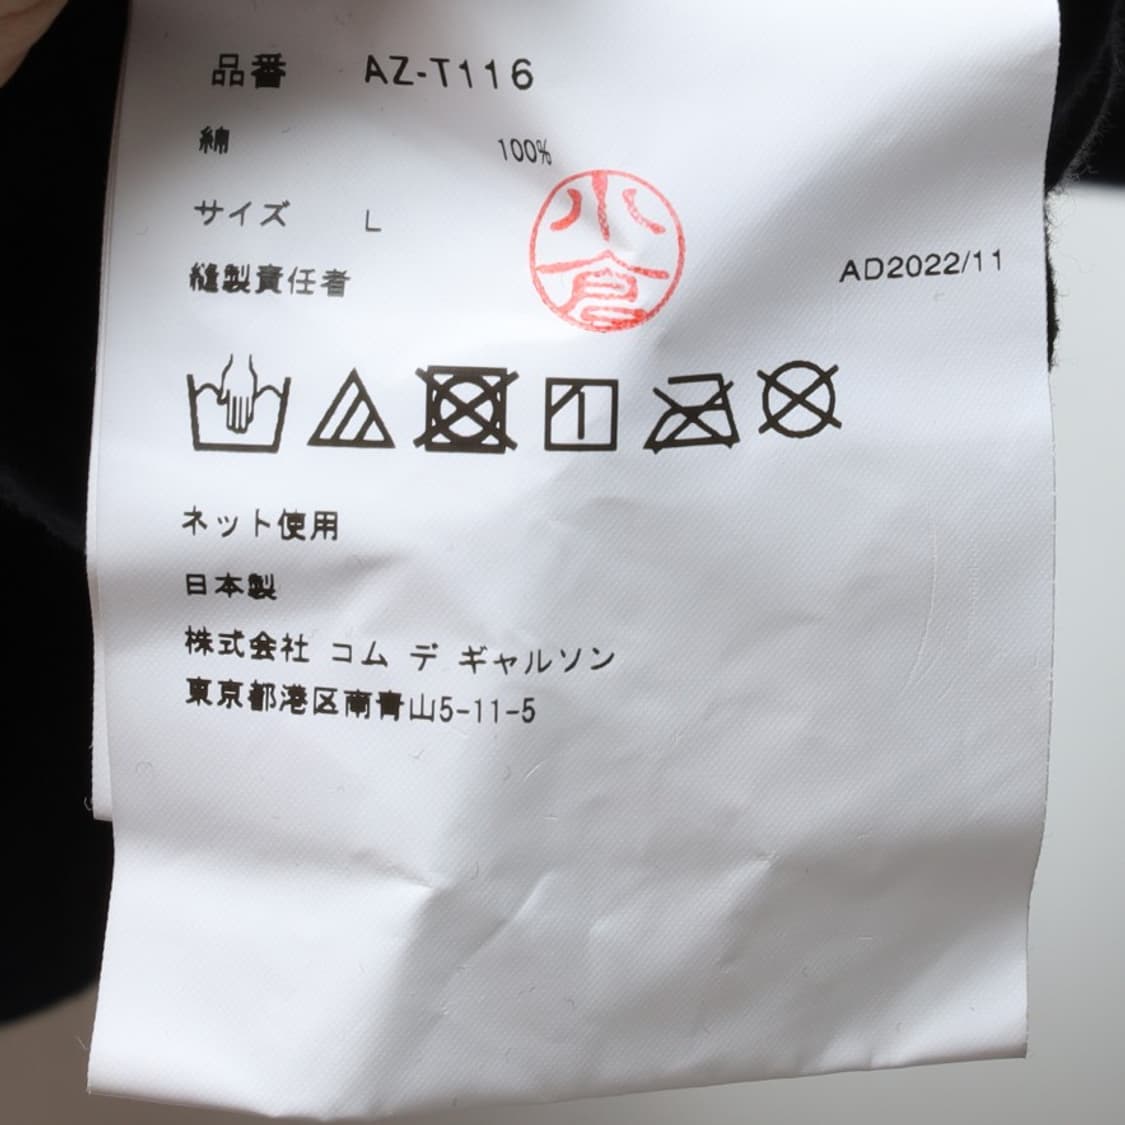 品番 AZ-T116
綿 100%
サイズ L
縫製責任者 小倉
AD2022/11
ネット使用
日本製
株式会社 コム デ ギャルソン
東京都港区南青山5-11-5